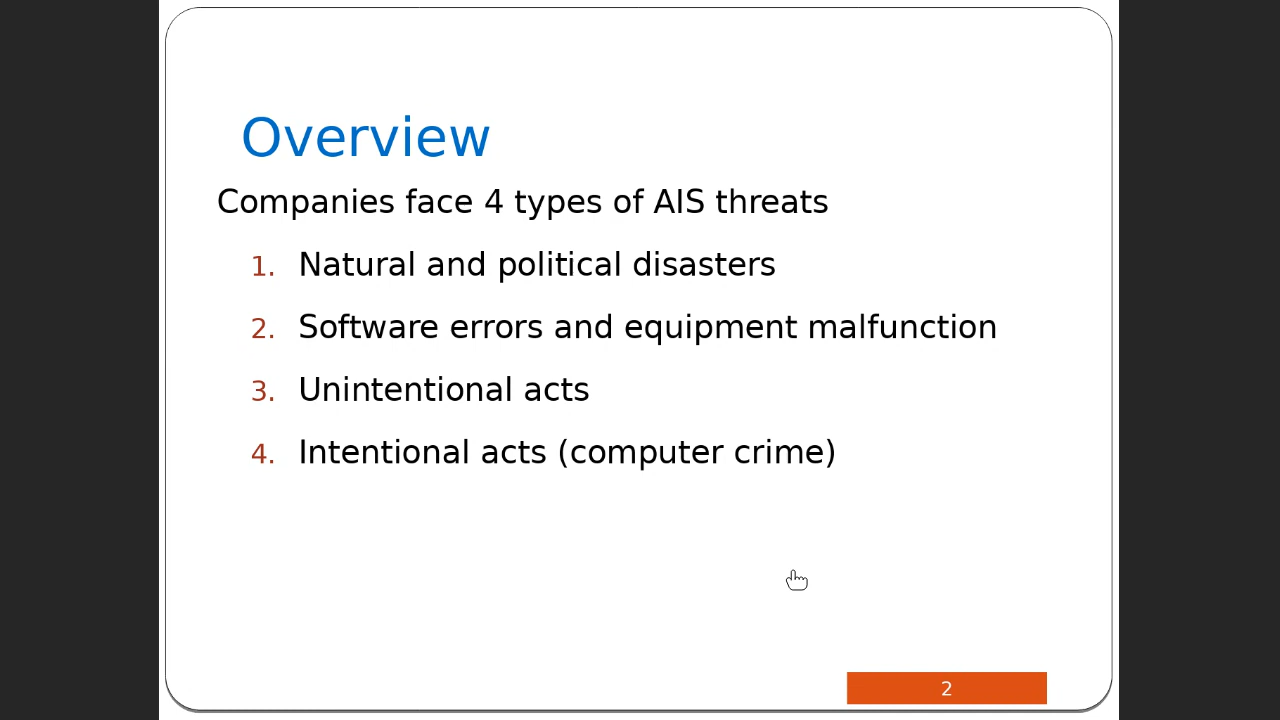 Overview
Companies face 4 types of AIS threats
1. Natural and political disasters
2. Software errors and equipment malfunction
3. Unintentional acts
4. Intentional acts (computer crime)
2